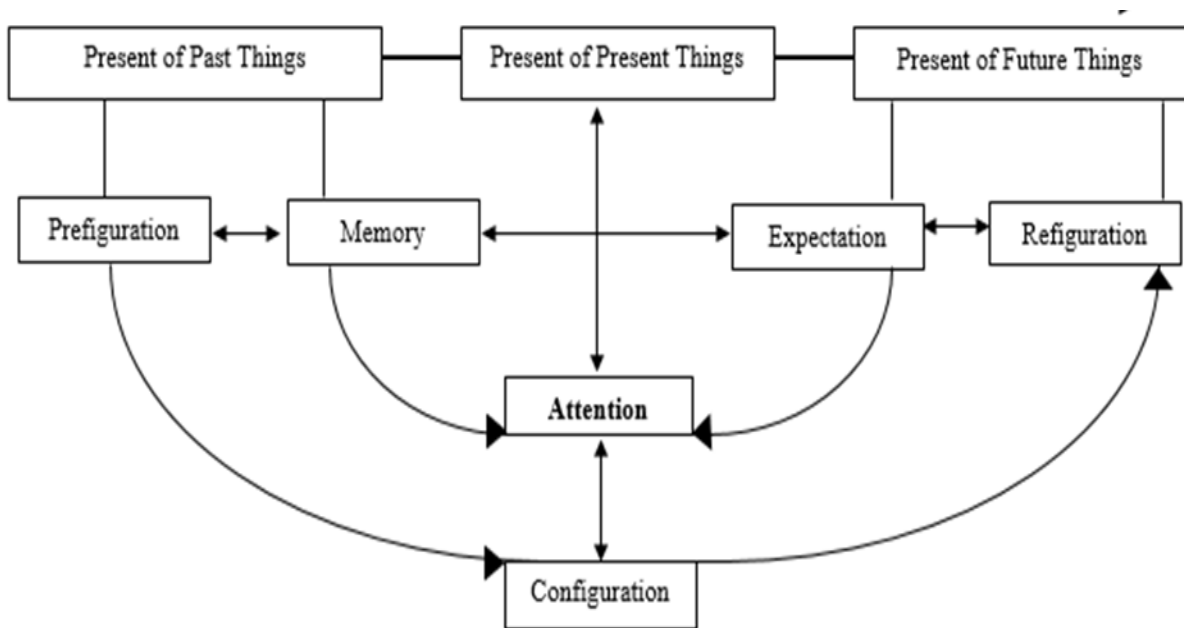 Present of Past Things
Present of Present Things
Present of Future Things
Prefiguration
Memory
Expectation
Refiguration
Attention
Configuration